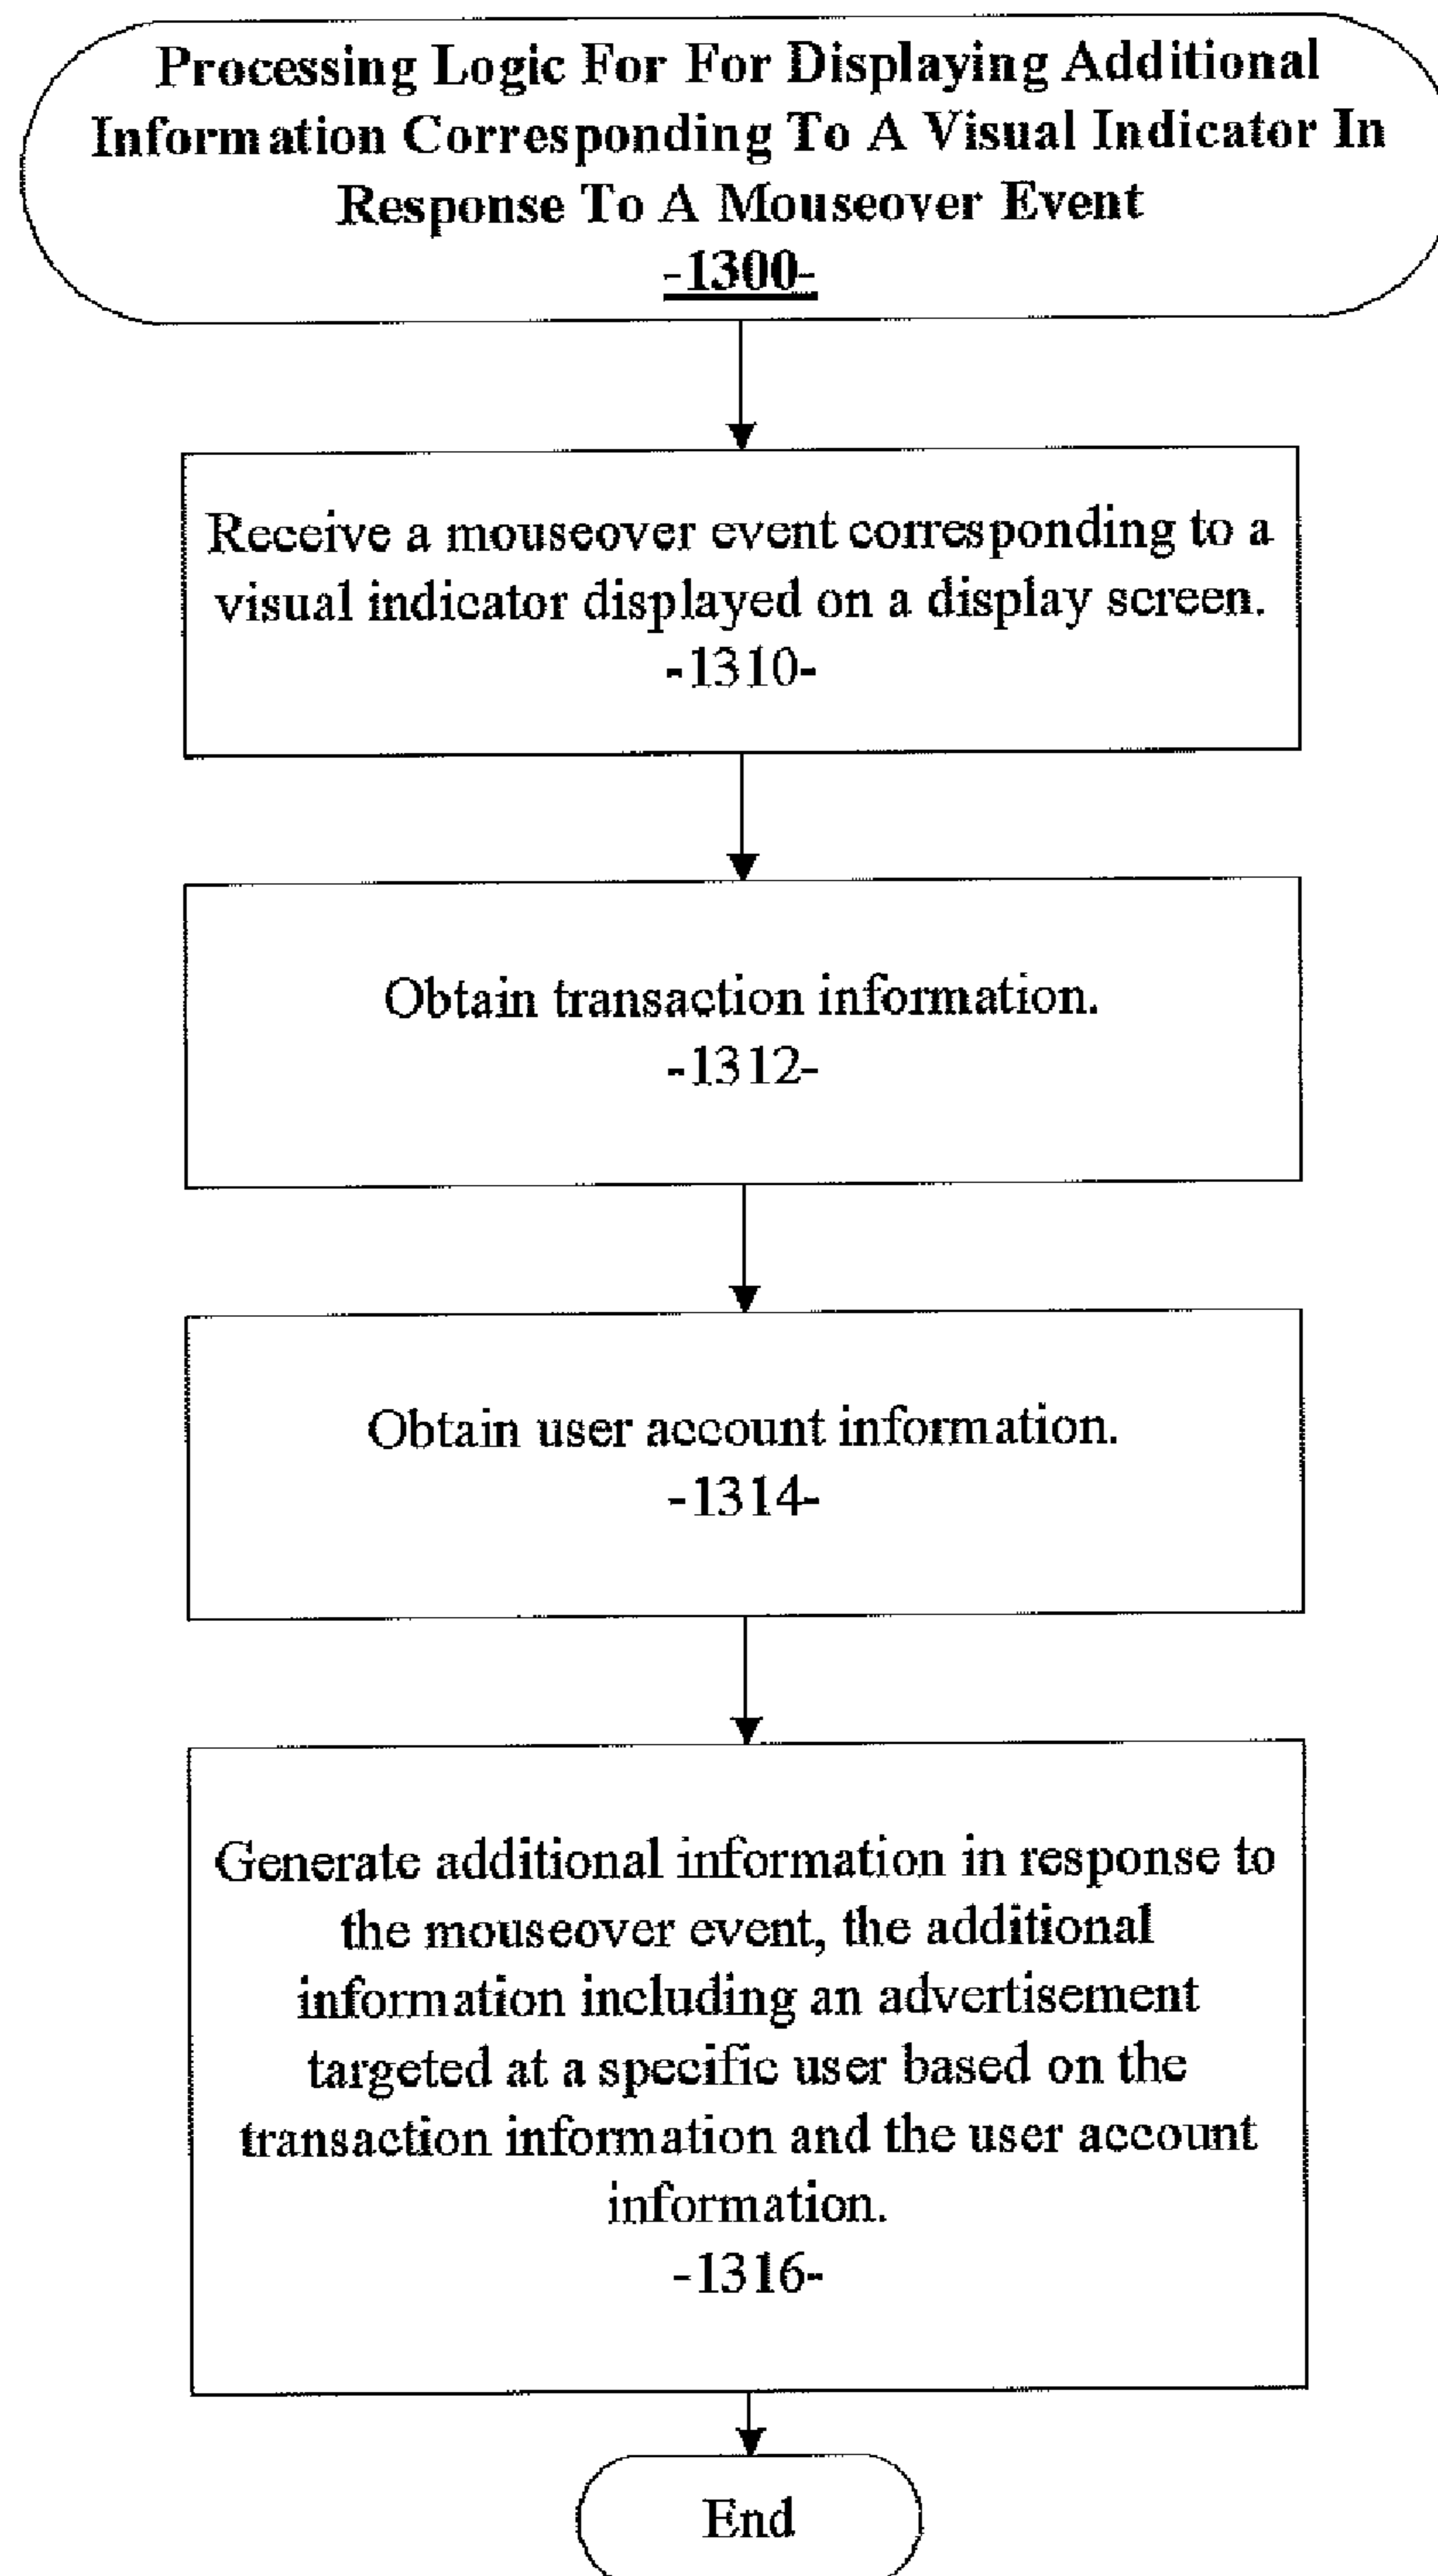 Processing Logic For For Displaying Additional
Information Corresponding To A Visual Indicator In
Response To A Mouseover Event
-1300-
Receive a mouseover event corresponding to a
visual indicator displayed on a display screen.
-1310-
Obtain transaction information.
-1312-
Obtain user account information.
-1314-
Generate additional information in response to
the mouseover event, the additional
information including an advertisement
targeted at a specific user based on the
transaction information and the user account
information.
-1316-
End